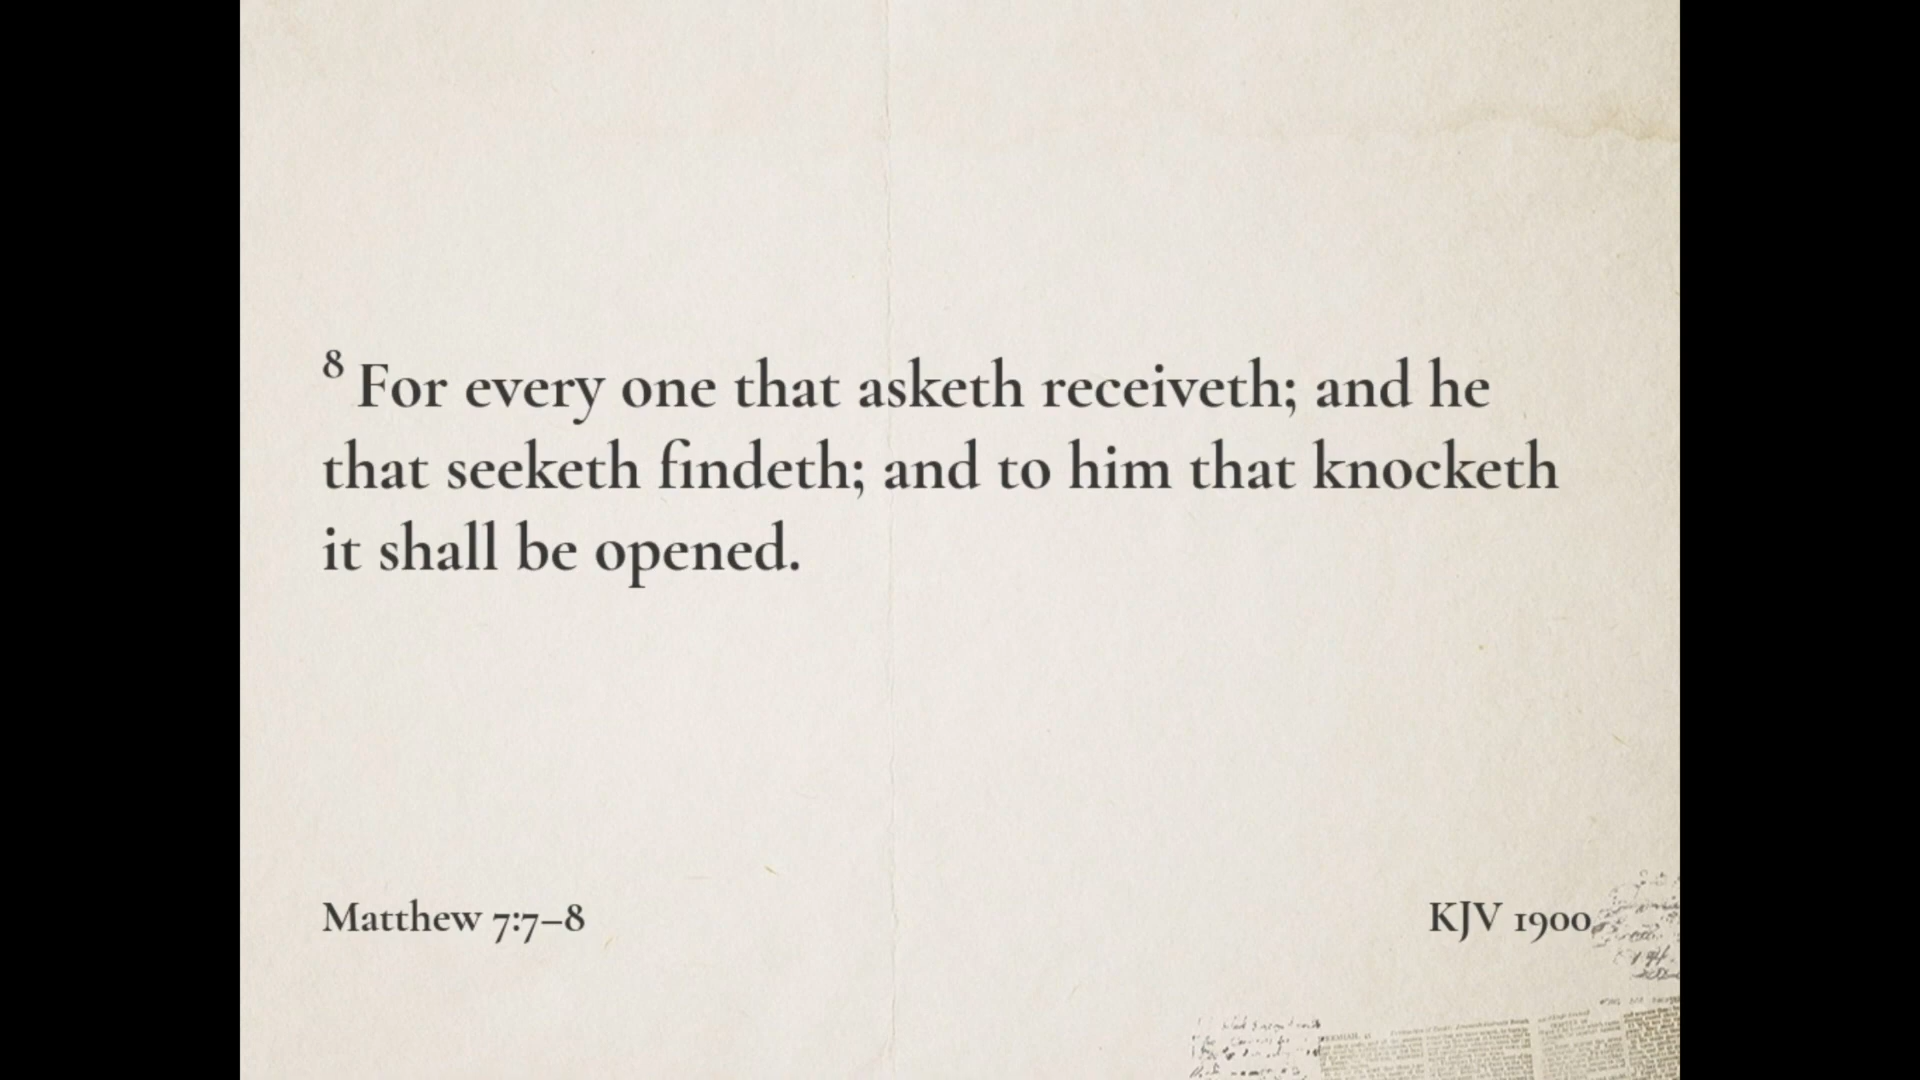 8 For every one that asketh receiveth; and he
that seeketh findeth; and to him that knocketh
it shall be opened.
Matthew 7:7–8
KJV 1900